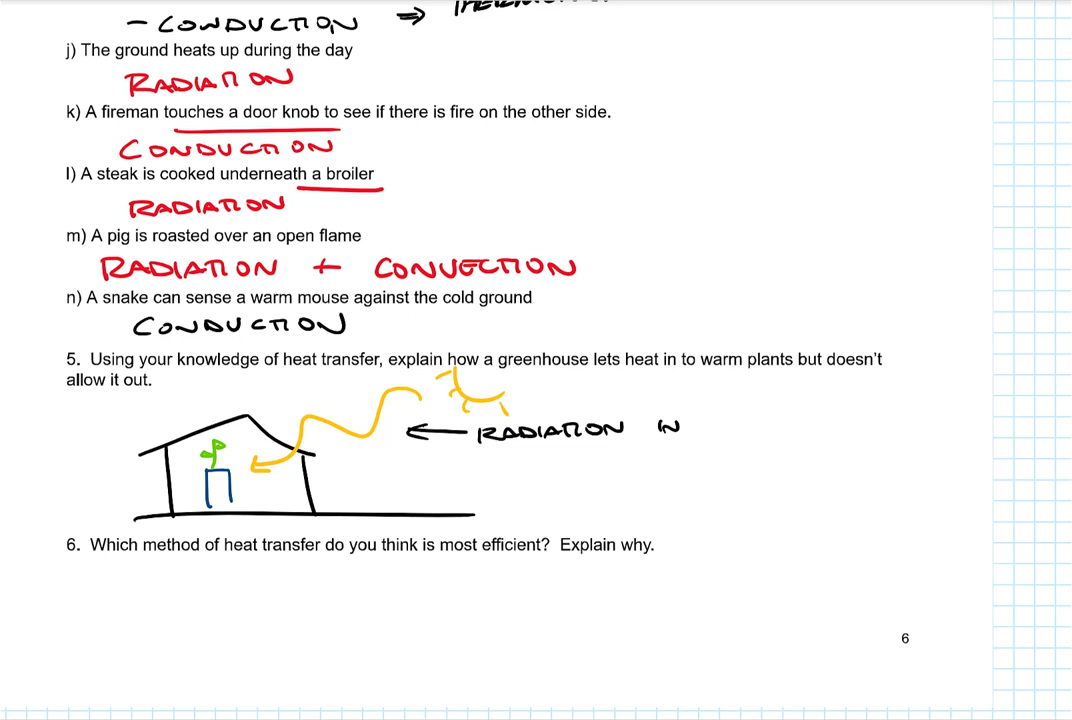 - CONDUCTION ⇒
j) The ground heats up during the day
RADIATION
k) A fireman touches a door knob to see if there is fire on the other side.
CONDUCTION
l) A steak is cooked underneath a broiler
RADIATION
m) A pig is roasted over an open flame
RADIATION + CONVECTION
n) A snake can sense a warm mouse against the cold ground
CONDUCTION
5. Using your knowledge of heat transfer, explain how a greenhouse lets heat in to warm plants but doesn't
allow it out.
← RADIATION IN
6. Which method of heat transfer do you think is most efficient? Explain why.
6